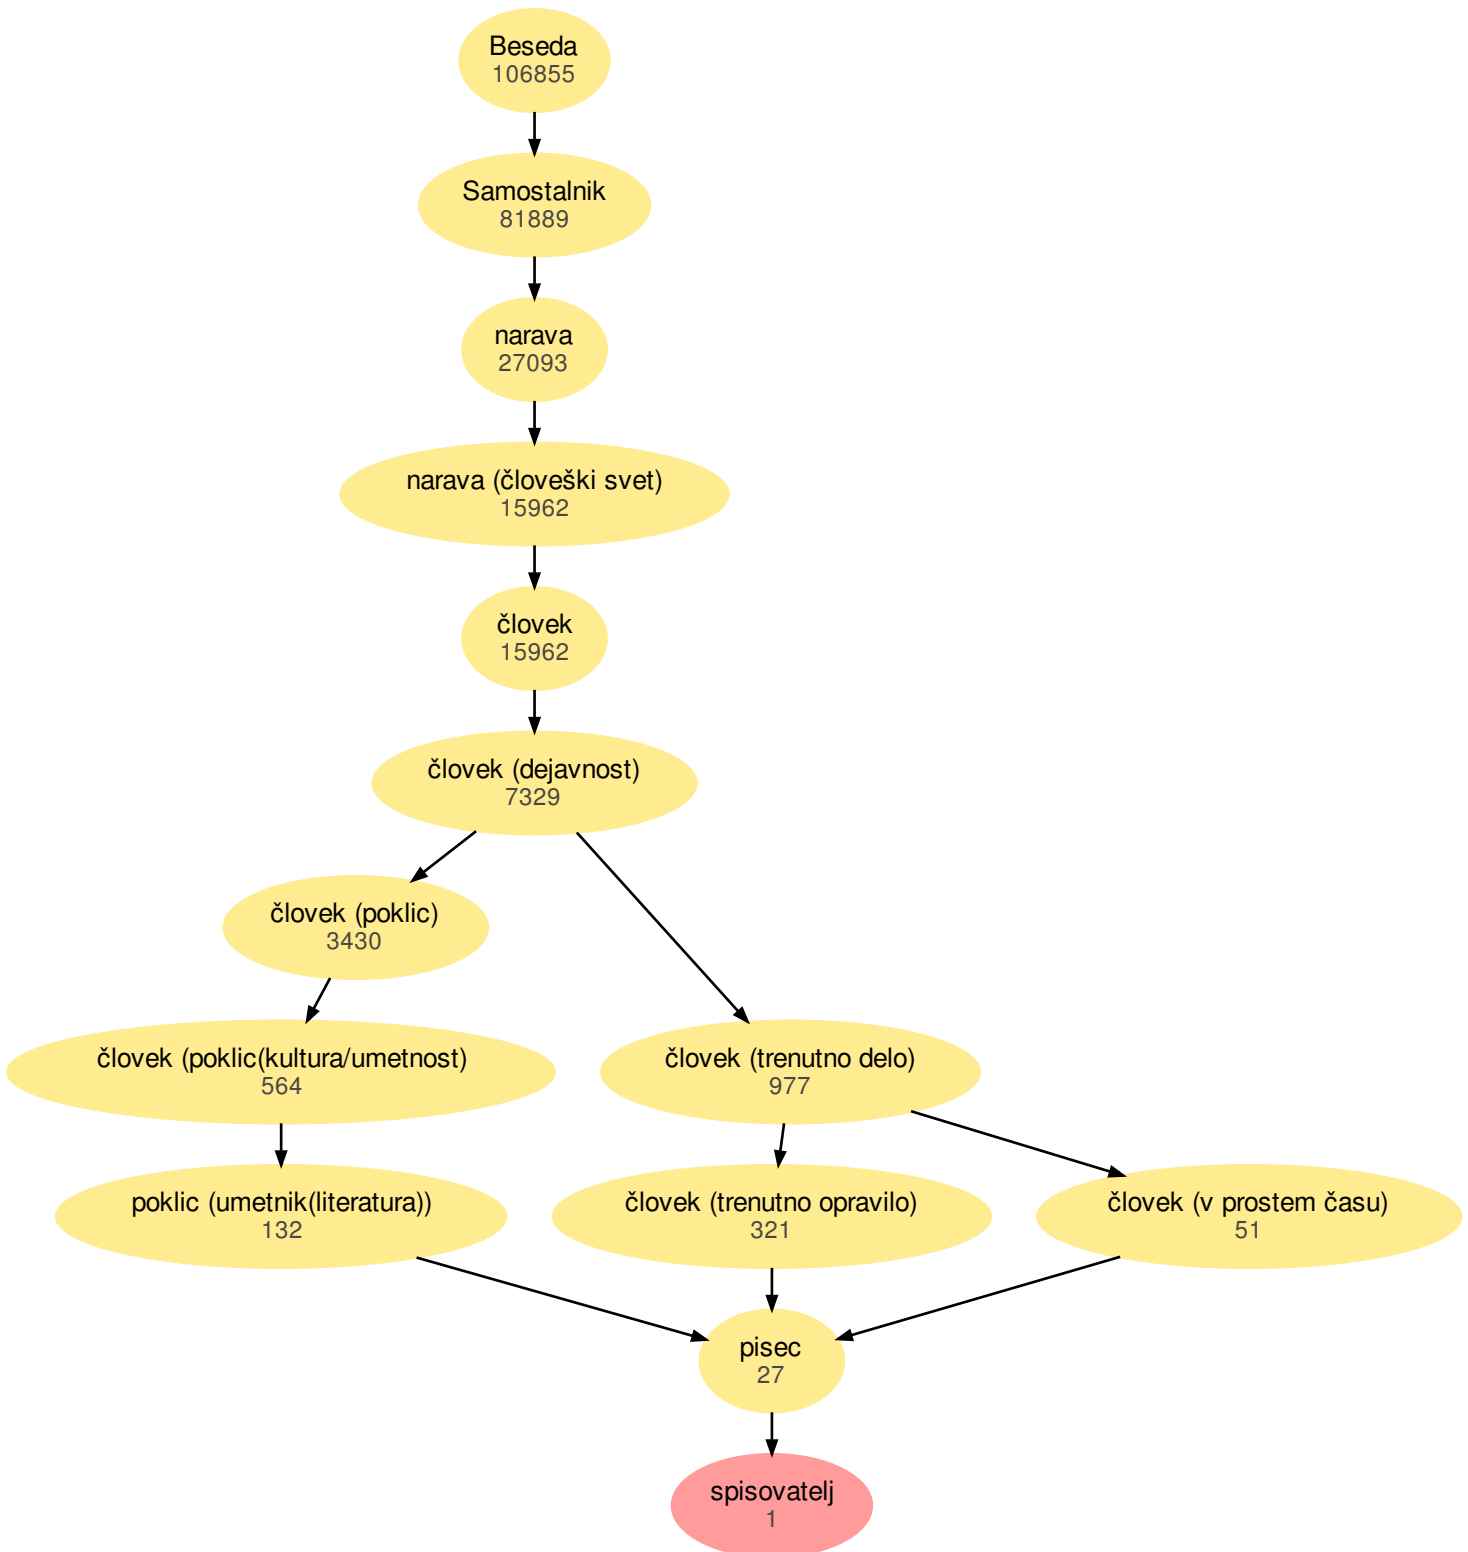 Beseda
106855
Samostalnik
81889
narava
27093
narava (človeški svet)
15962
človek
15962
človek (dejavnost)
7329
človek (poklic)
3430
človek (poklic(kultura/umetnost)
564
človek (trenutno delo)
977
poklic (umetnik(literatura))
132
človek (trenutno opravilo)
321
človek (v prostem času)
51
pisec
27
spisovatelj
1